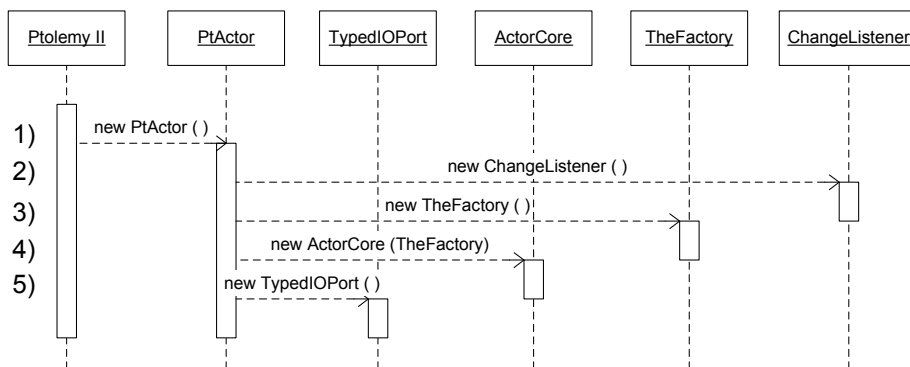 Ptolemy II
PtActor
TypedIOPort
ActorCore
TheFactory
ChangeListener
1)
new PtActor ( )
2)
new ChangeListener ( )
3)
new TheFactory ( )
4)
new ActorCore (TheFactory)
5)
new TypedIOPort ( )